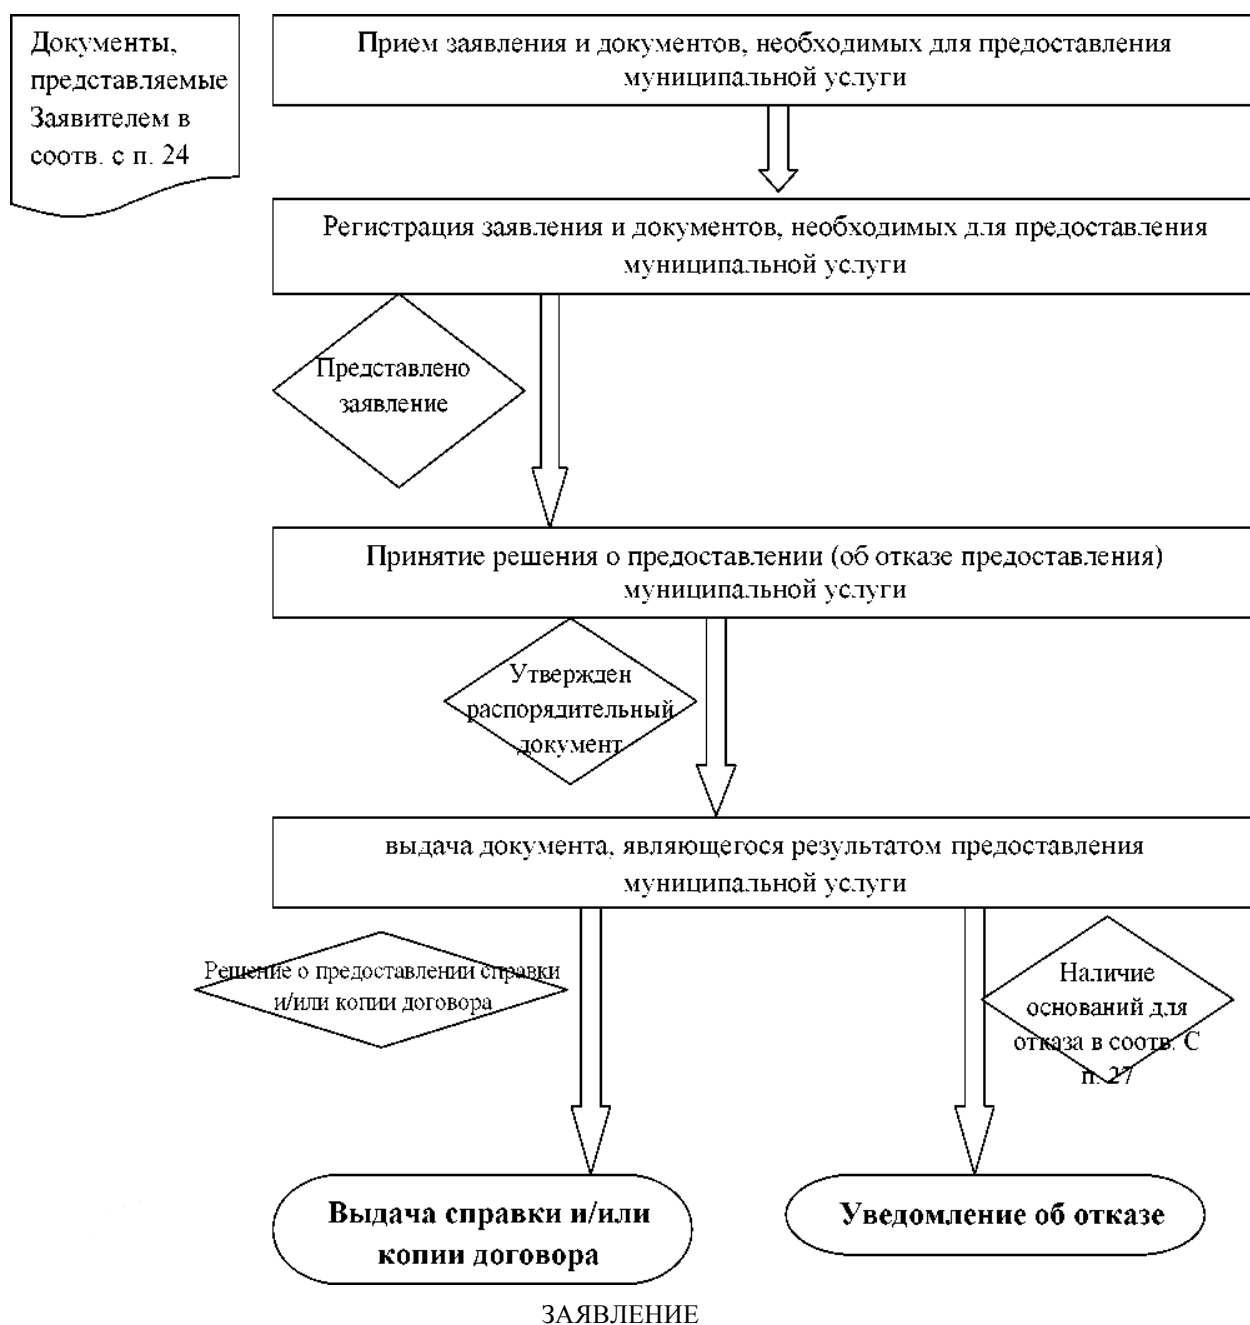 Документы,
представляемые
Заявителем в
соотв. с п. 24
Прием заявления и документов, необходимых для предоставления
муниципальной услуги
Регистрация заявления и документов, необходимых для предоставления
муниципальной услуги
Представлено
заявление
Принятие решения о предоставлении (об отказе предоставления)
муниципальной услуги
Утвержден
распорядительный
документ
выдача документа, являющегося результатом предоставления
муниципальной услуги
Решение о предоставлении справки
и/или копии договора
Наличие
оснований для
отказа в соотв. С
п. 27
Выдача справки и/или
копии договора
Уведомление об отказе
ЗАЯВЛЕНИЕ